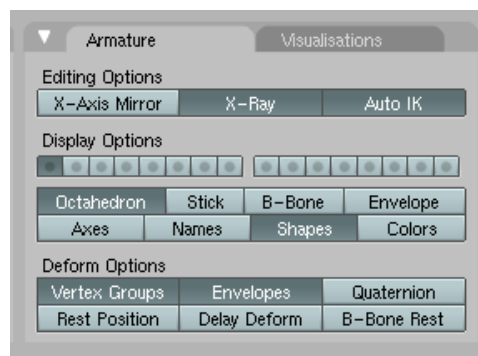 Armature Visualisations
Editing Options
X-Axis Mirror X-Ray Auto IK
Display Options
Octahedron Stick B-Bone Envelope
Axes Names Shapes Colors
Deform Options
Vertex Groups Envelopes Quaternion
Rest Position Delay Deform B-Bone Rest